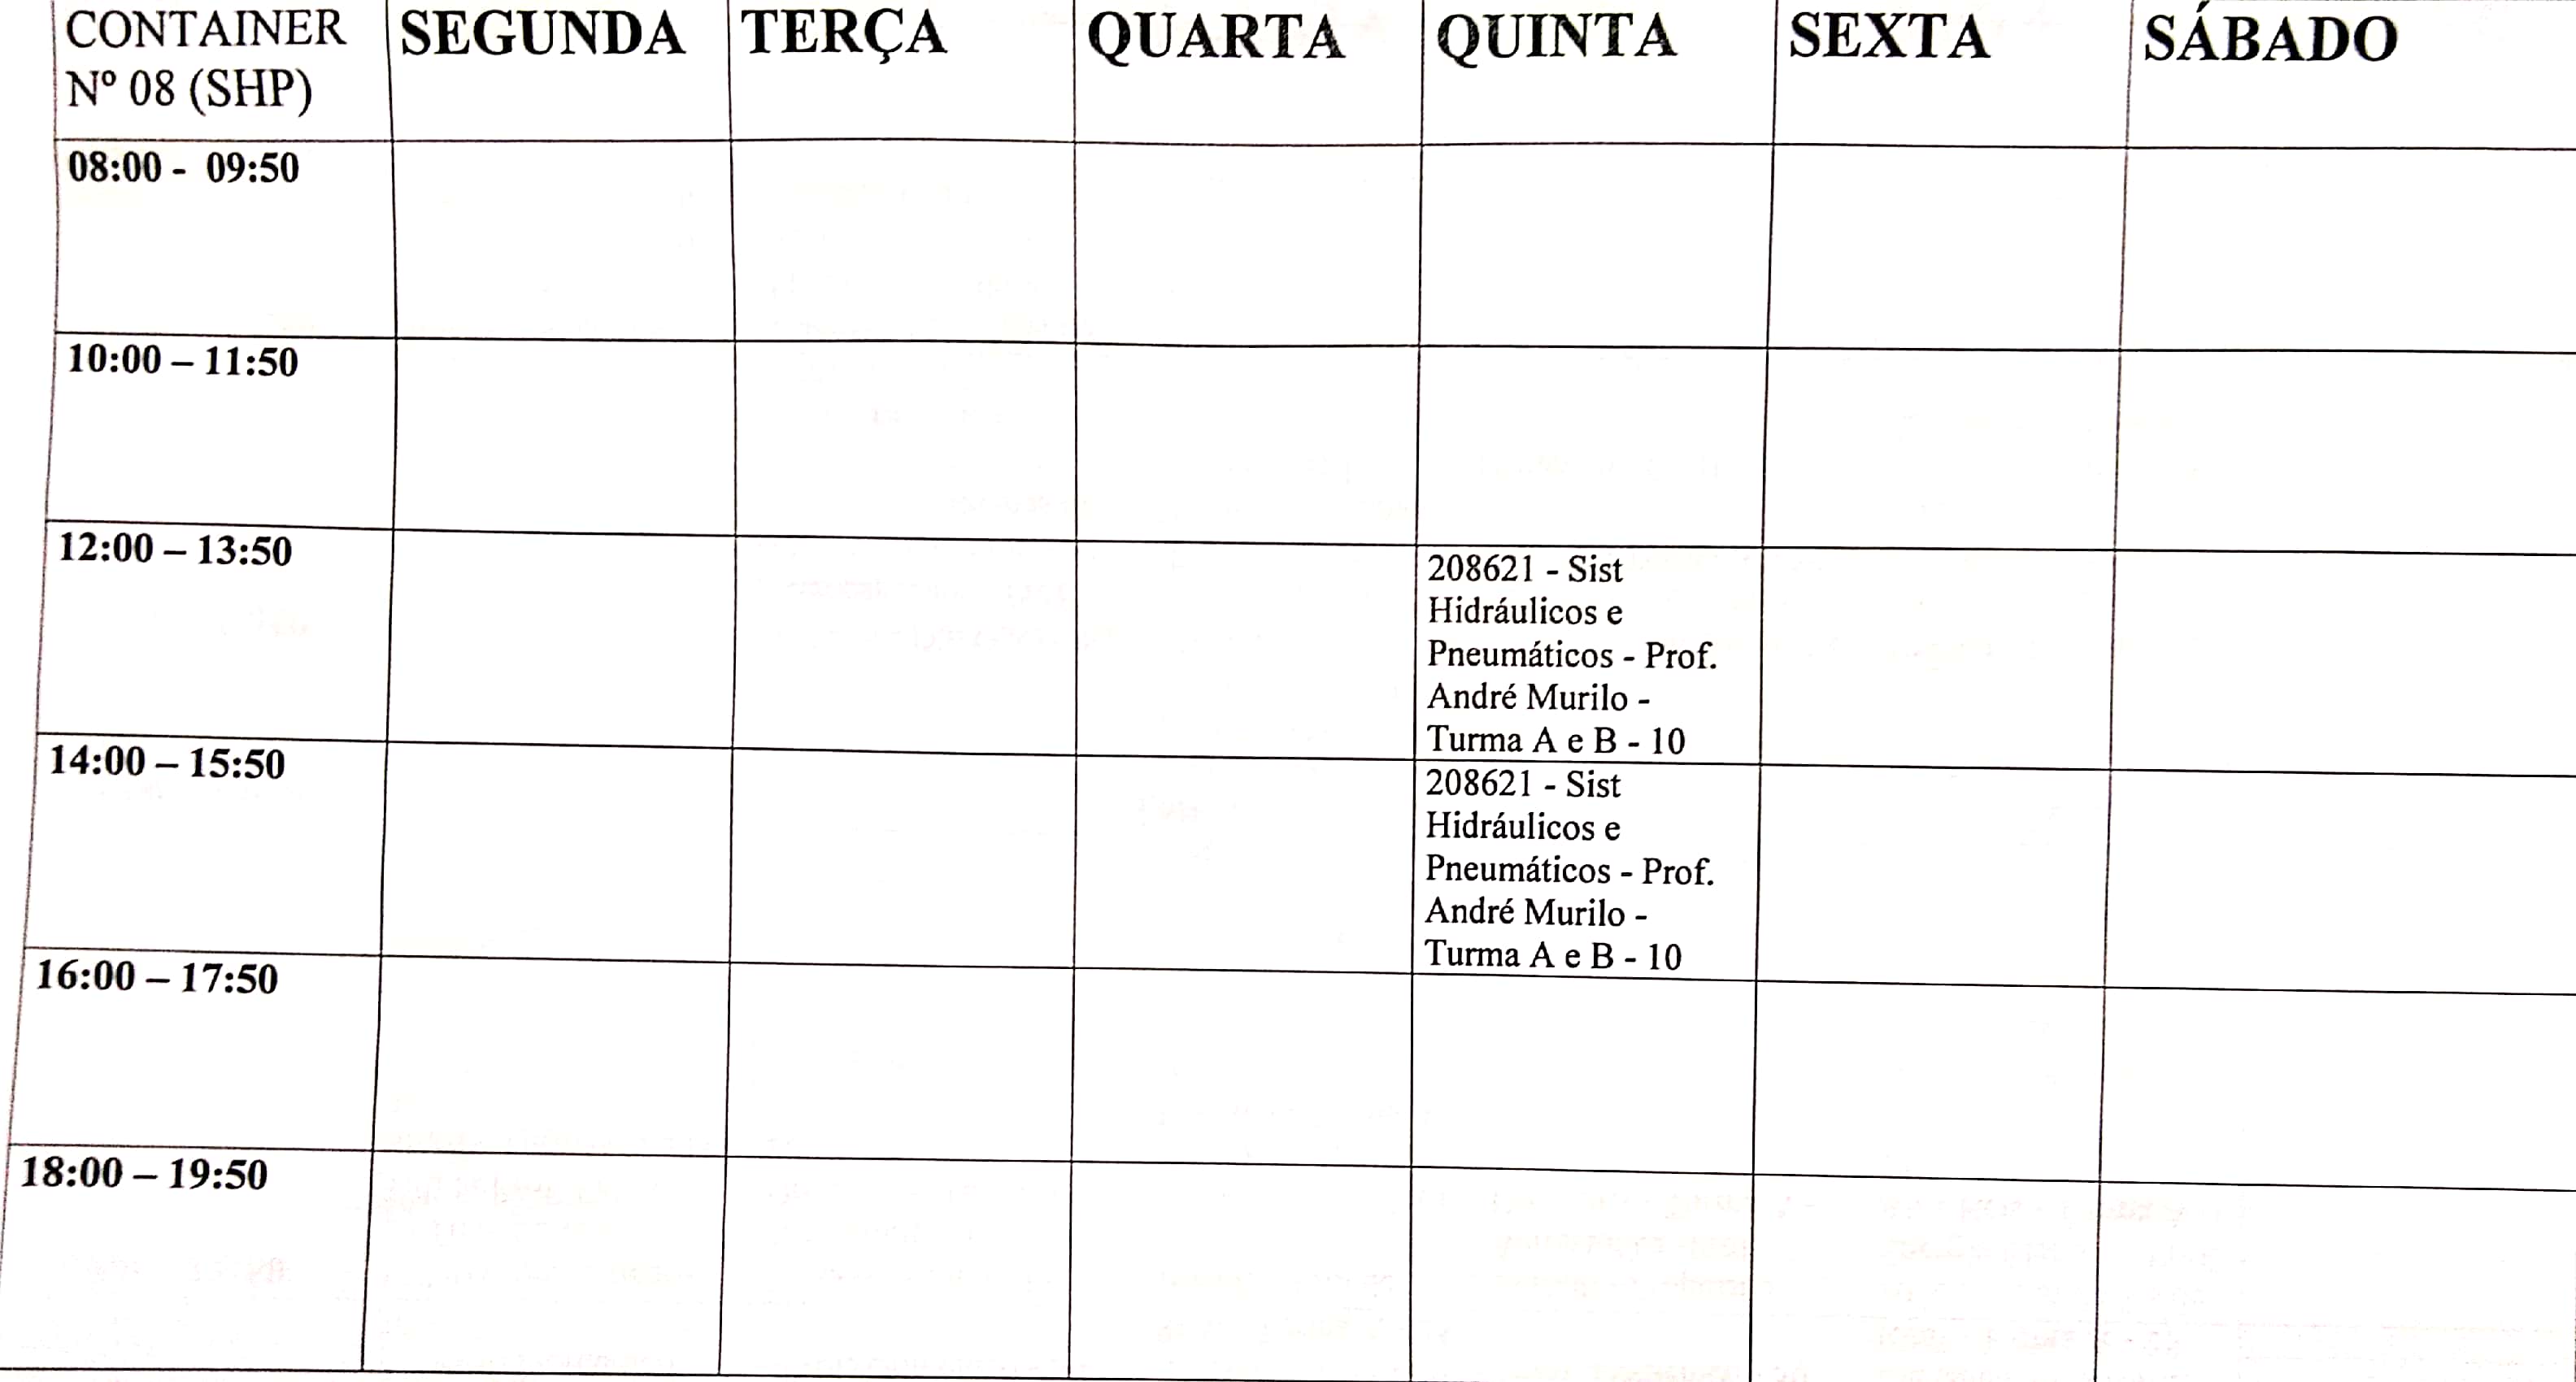 CONTAINER
Nº 08 (SHP)
SEGUNDA
TERÇA
QUARTA
QUINTA
SEXTA
SÁBADO
08:00 - 09:50
10:00 – 11:50
12:00 – 13:50
208621 - Sist
Hidráulicos e
Pneumáticos - Prof.
André Murilo -
Turma A e B - 10
14:00 – 15:50
208621 - Sist
Hidráulicos e
Pneumáticos - Prof.
André Murilo -
Turma A e B - 10
16:00 – 17:50
18:00 – 19:50